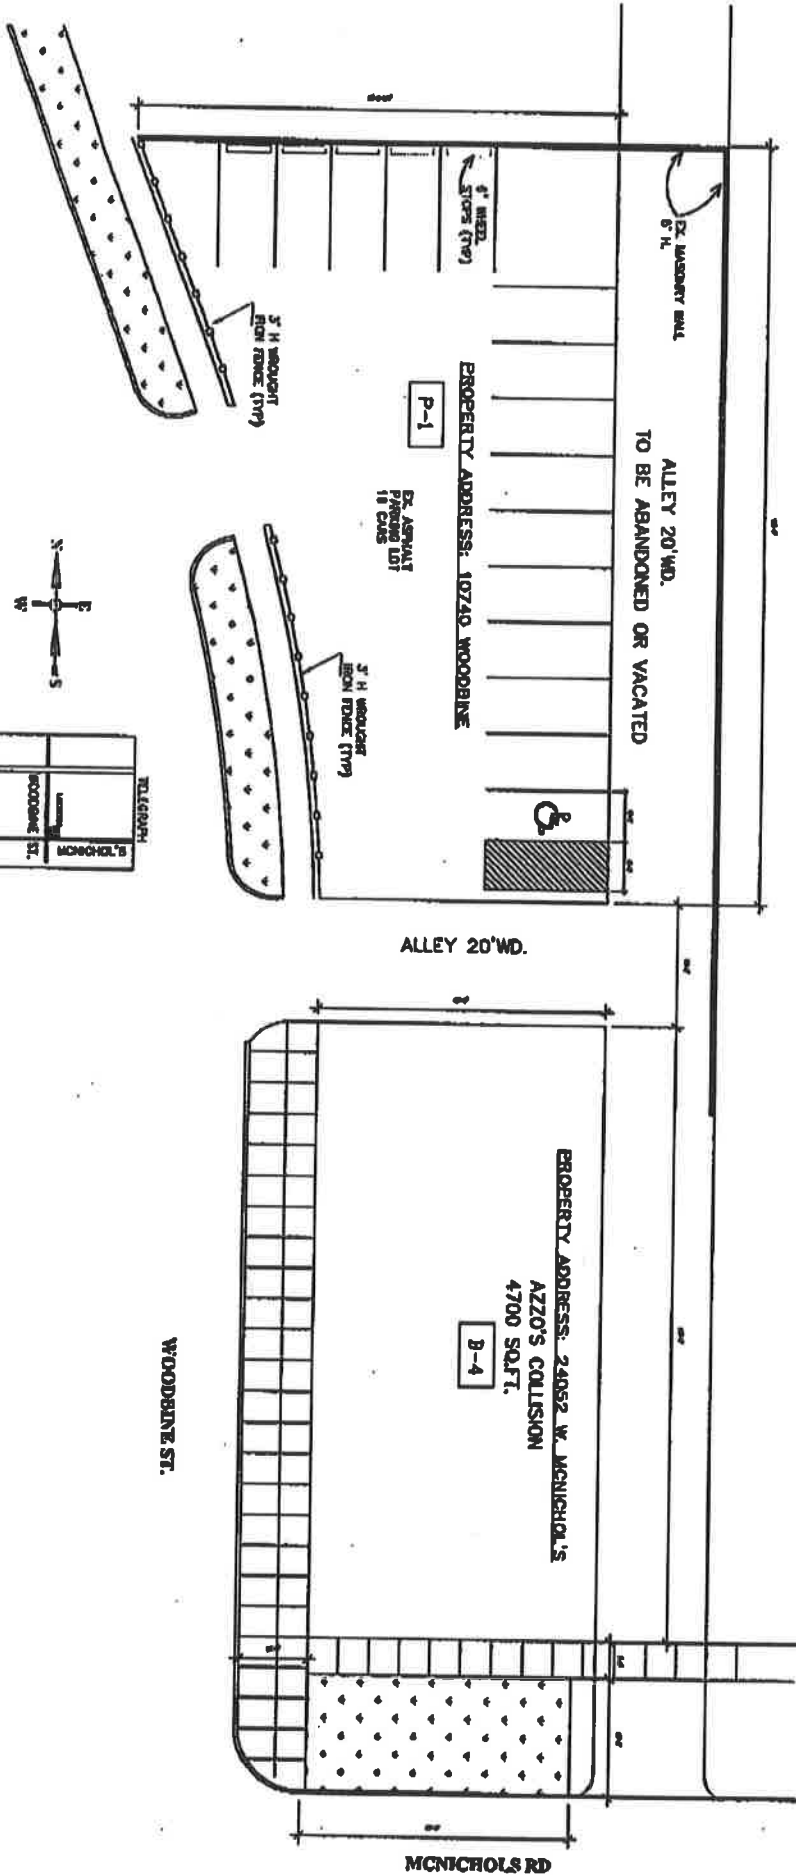 EX. MASONRY WALL
6" H.
6" WHEEL
STOPS (TYP)
ALLEY 20'WD.
TO BE ABANDONED OR VACATED
3' H WROUGHT
IRON FENCE (TYP)
PROPERTY ADDRESS: 10740 WOODBINE
P-1
EX. ASPHALT
PARKING LOT
18 CARS
3' H WROUGHT
IRON FENCE (TYP)
N
E
W
S
TELEGRAPH
MCNICHOL'S
WOODBINE ST.
ALLEY 20'WD.
PROPERTY ADDRESS: 24052 W. MCNICHOL'S
AZZO'S COLLISION
4700 SQ.FT.
B-4
WOODBINE ST.
MCNICHOLS RD